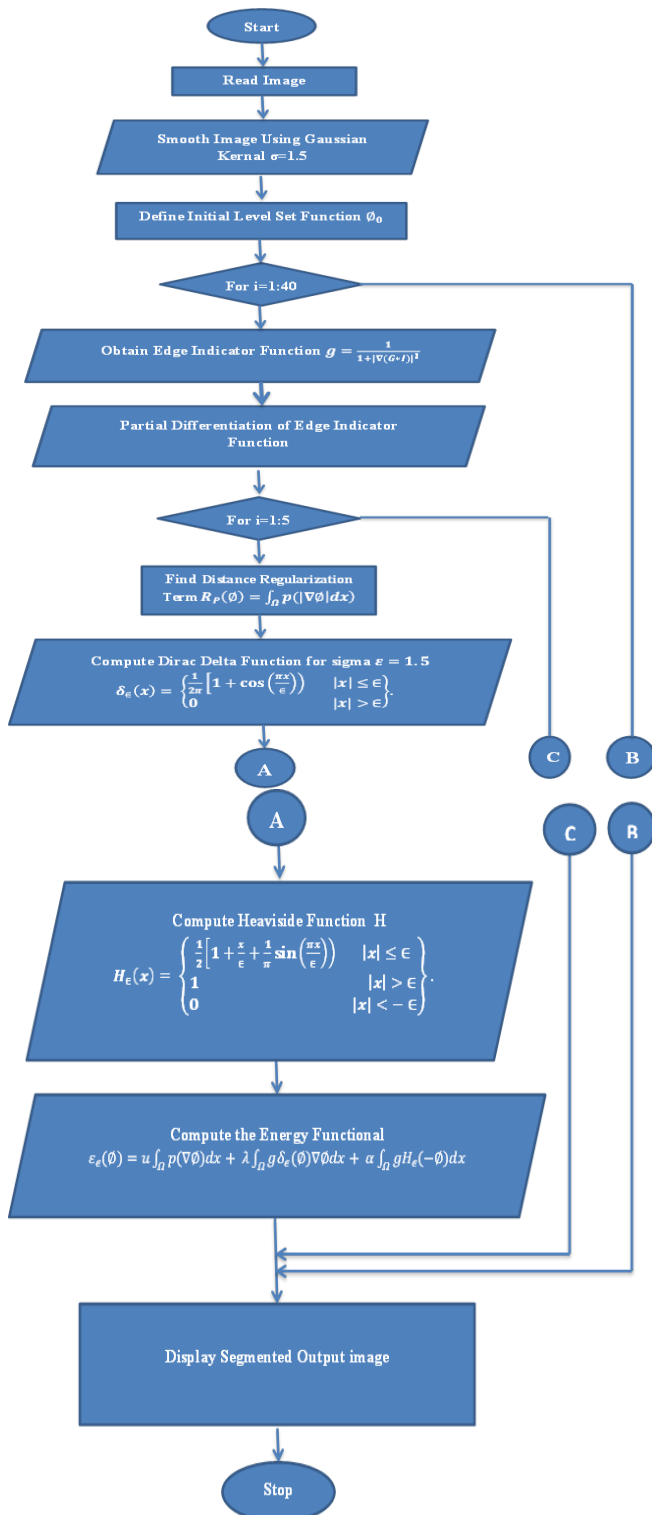 Start
Read Image
Smooth Image Using Gaussian
Kernal σ=1.5
Define Initial Level Set Function ∅₀
For i=1:40
Obtain Edge Indicator Function g = 1/(1+|∇(G*I)|²)
Partial Differentiation of Edge Indicator
Function
For i=1:5
Find Distance Regularization
Term R_P(∅) = ∫_Ω p(|∇∅|dx)
Compute Dirac Delta Function for sigma ε = 1.5
δ_∈(x) = {1/2π [1 + cos(πx/∈)) |x| ≤ ∈
0 |x| > ∈}.
A
C
B
A
C
B
Compute Heaviside Function H
H_∈(x) = {1/2 [1 + x/∈ + 1/π sin(πx/∈)) |x| ≤ ∈
1 |x| > ∈
0 |x| < − ∈}.
Compute the Energy Functional
ε_ϵ(∅) = u ∫_Ω p(∇∅)dx + λ ∫_Ω gδ_ϵ(∅)∇∅dx + α ∫_Ω gH_ϵ(−∅)dx
Display Segmented Output image
Stop